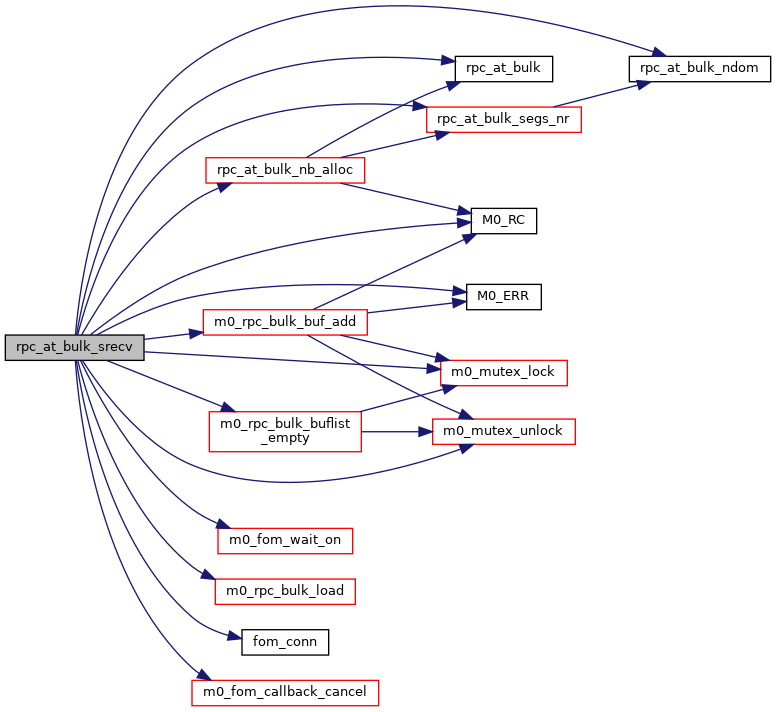 rpc_at_bulk
rpc_at_bulk_ndom
rpc_at_bulk_segs_nr
rpc_at_bulk_nb_alloc
M0_RC
M0_ERR
m0_rpc_bulk_buf_add
rpc_at_bulk_srecv
m0_mutex_lock
m0_rpc_bulk_buflist
_empty
m0_mutex_unlock
m0_fom_wait_on
m0_rpc_bulk_load
fom_conn
m0_fom_callback_cancel